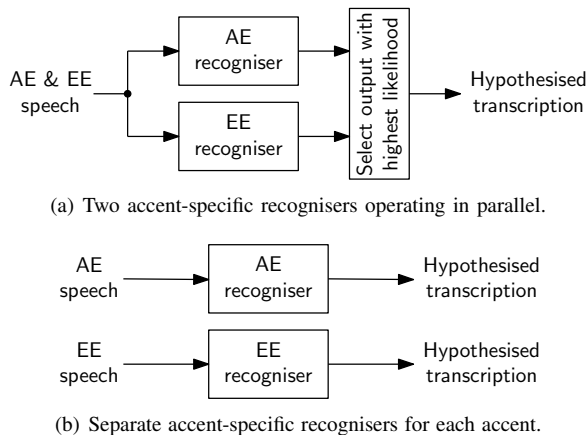 AE & EE
speech
AE
recogniser
EE
recogniser
Select output with
highest likelihood
Hypothesised
transcription
(a) Two accent-specific recognisers operating in parallel.
AE
speech
AE
recogniser
Hypothesised
transcription
EE
speech
EE
recogniser
Hypothesised
transcription
(b) Separate accent-specific recognisers for each accent.